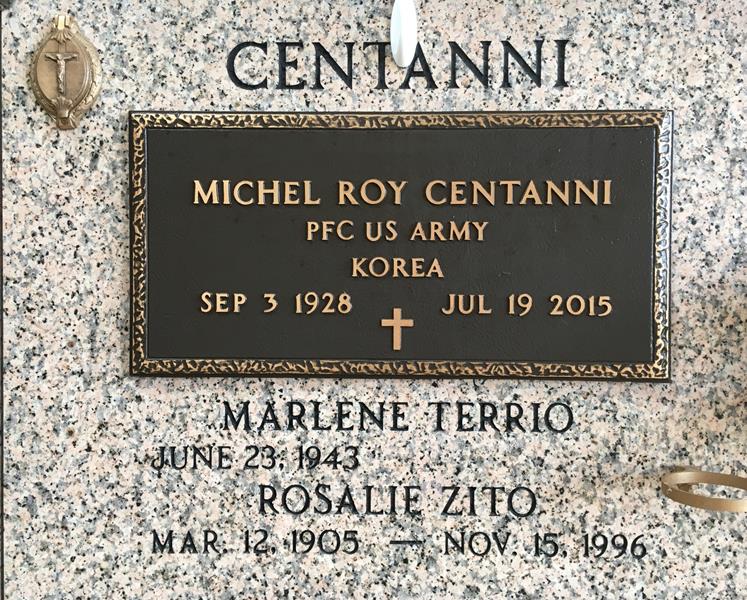 CENTANNI
MICHEL ROY CENTANNI
PFC US ARMY
KOREA
SEP 3 1928 JUL 19 2015
MARLENE TERRIO
JUNE 23, 1943
ROSALIE ZITO
MAR. 12, 1905 — NOV. 15, 1996